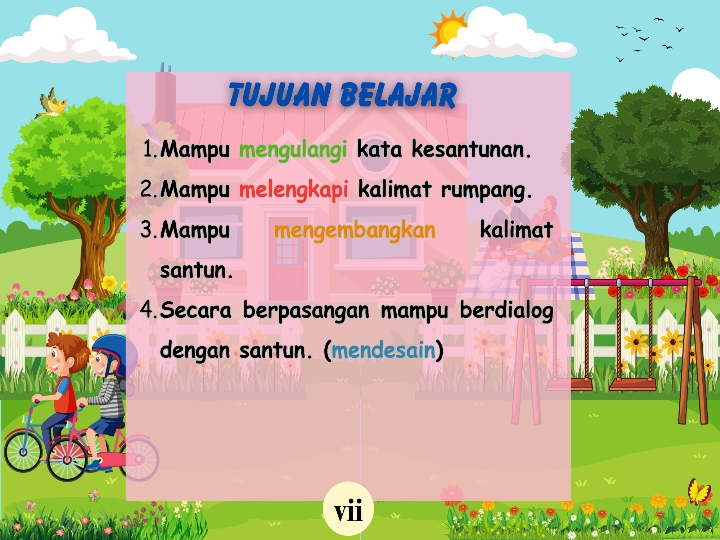 TUJUAN BELAJAR
1. Mampu mengulangi kata kesantunan.
2. Mampu melengkapi kalimat rumpang.
3. Mampu mengembangkan kalimat
santun.
4. Secara berpasangan mampu berdialog
dengan santun. (mendesain)
vii